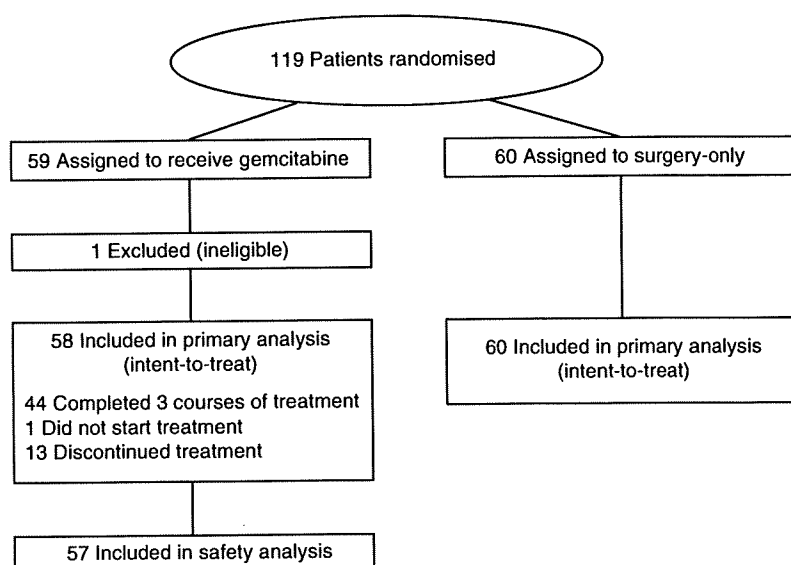 119 Patients randomised
59 Assigned to receive gemcitabine
60 Assigned to surgery-only
1 Excluded (ineligible)
58 Included in primary analysis
(intent-to-treat)
44 Completed 3 courses of treatment
1 Did not start treatment
13 Discontinued treatment
60 Included in primary analysis
(intent-to-treat)
57 Included in safety analysis